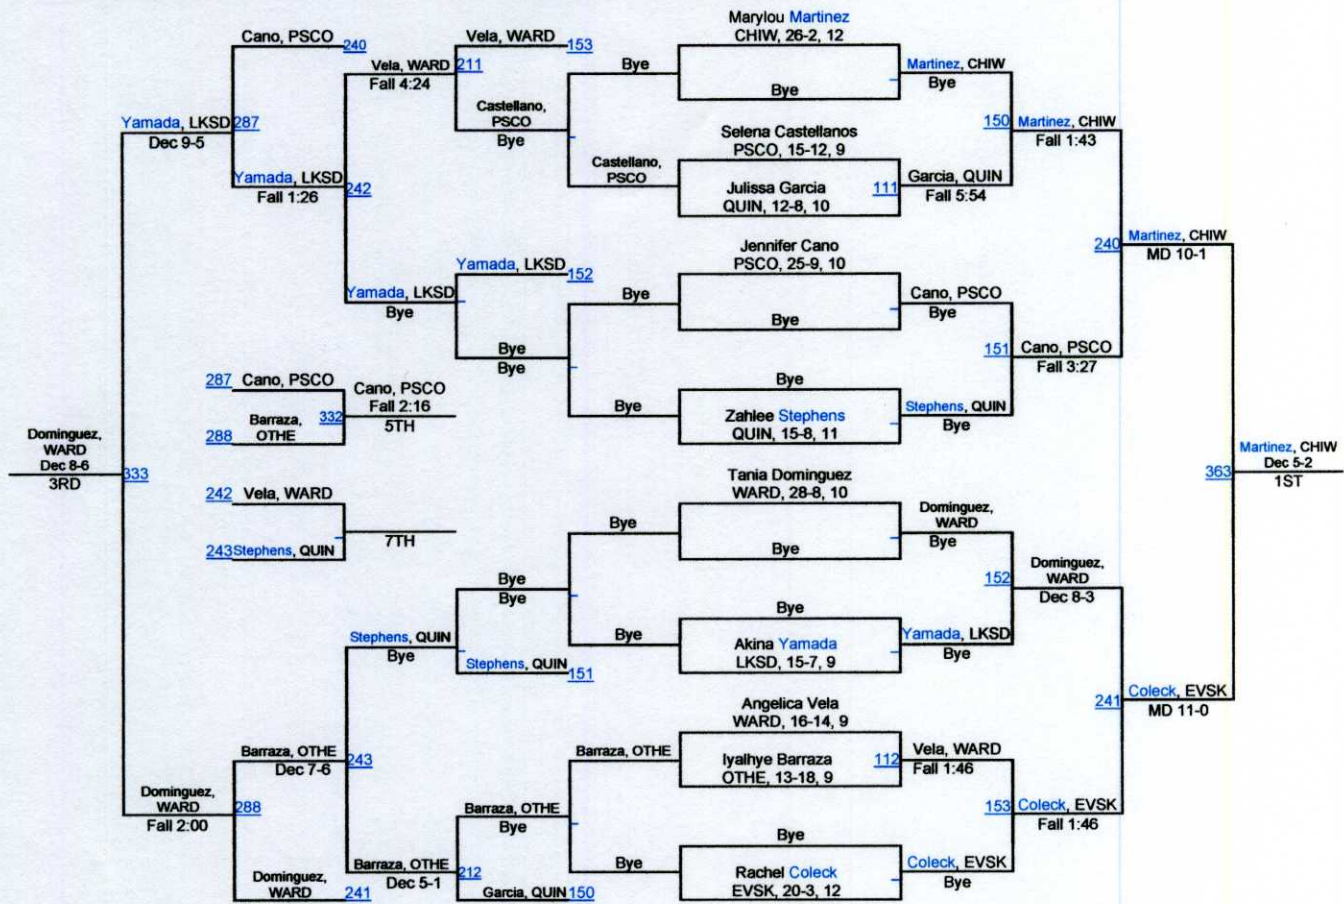 Marylou Martinez
CHIW, 26-2, 12
Bye
Selena Castellanos
PSCO, 15-12, 9
Julissa Garcia
QUIN, 12-8, 10
111
Jennifer Cano
PSCO, 25-9, 10
Bye
Bye
Zahlee Stephens
QUIN, 15-8, 11
Tania Dominguez
WARD, 28-8, 10
Bye
Bye
Akina Yamada
LKSD, 15-7, 9
Angelica Vela
WARD, 16-14, 9
Iyalhye Barraza
OTHE, 13-18, 9
112
Bye
Rachel Coleck
EVSK, 20-3, 12
Martinez, CHIW
Bye
150
Garcia, QUIN
Fall 5:54
Cano, PSCO
Bye
151
Stephens, QUIN
Bye
Dominguez,
WARD
Bye
152
Yamada, LKSD
Bye
Vela, WARD
Fall 1:46
153
Coleck, EVSK
Bye
Martinez, CHIW
Fall 1:43
240
Cano, PSCO
Fall 3:27
Dominguez,
WARD
Dec 8-3
241
Coleck, EVSK
Fall 1:46
Martinez, CHIW
MD 10-1
363
Coleck, EVSK
MD 11-0
Martinez, CHIW
Dec 5-2
1ST
Bye
Castellano,
PSCO
Bye
Bye
Bye
Bye
Barraza, OTHE
Bye
Vela, WARD 153
Castellano,
PSCO
Bye
Yamada, LKSD 152
Bye
Bye
Bye
Bye
Stephens, QUIN 151
Barraza, OTHE
Bye
Garcia, QUIN 150
Vela, WARD 211
Fall 4:24
Yamada, LKSD
Bye
Stephens, QUIN
Bye
Barraza, OTHE 212
Dec 5-1
Cano, PSCO 240
Yamada, LKSD 242
Fall 1:26
Barraza, OTHE 243
Dec 7-6
Dominguez,
WARD 241
Yamada, LKSD 287
Dec 9-5
Dominguez,
WARD 288
Fall 2:00
Dominguez,
WARD
Dec 8-6
333
3RD
287 Cano, PSCO
Barraza,
288 OTHE
332
Cano, PSCO
Fall 2:16
5TH
242 Vela, WARD
243 Stephens, QUIN
7TH